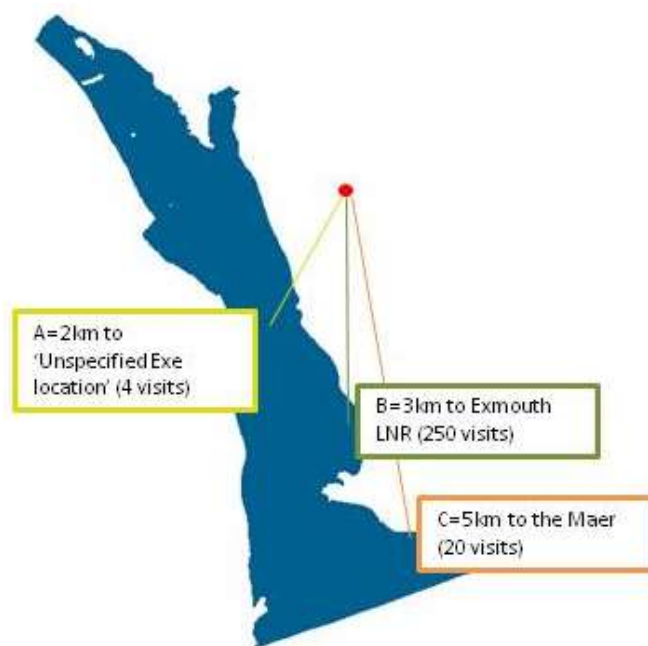 A=2km to
‘Unspecified Exe
location’ (4 visits)
B=3km to Exmouth
LNR (250 visits)
C=5km to the Maer
(20 visits)